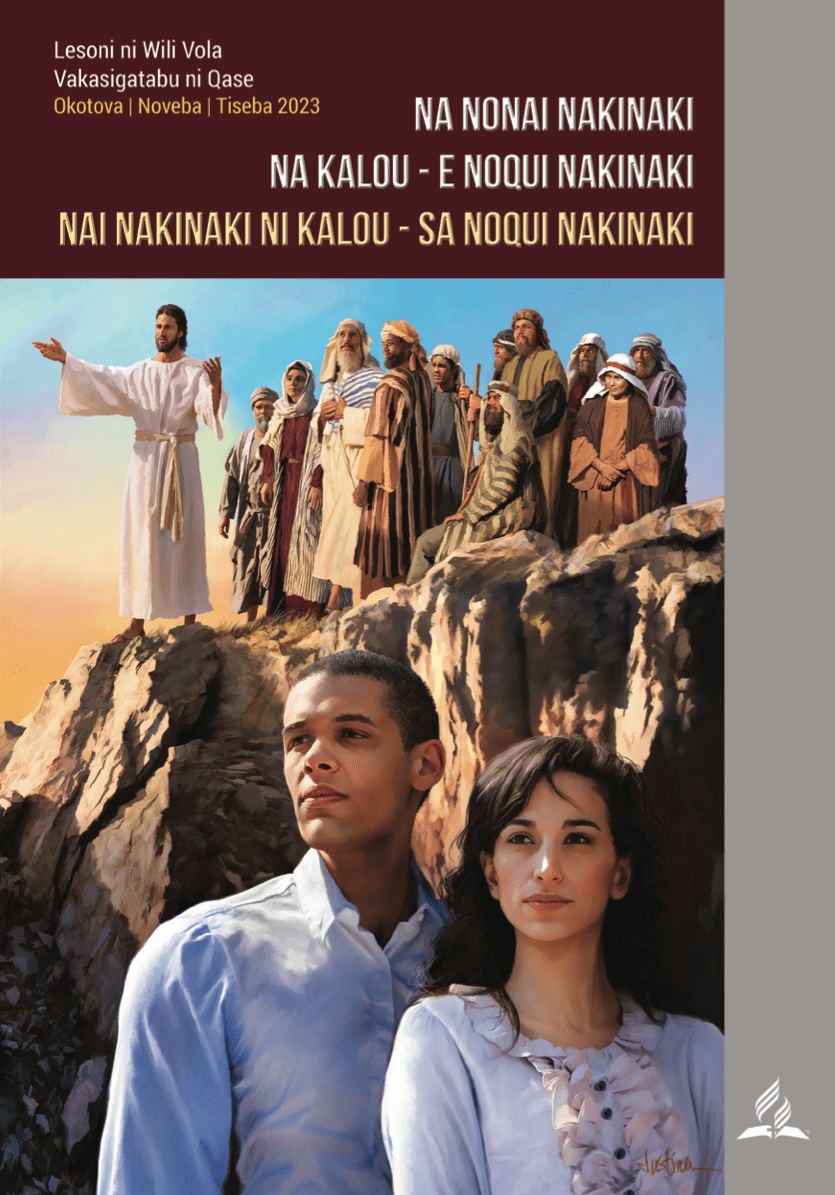 Lesoni ni Wili Vola
Vakasigatabu ni Qase
Okotova | Noveba | Tiseba 2023
NA NONAI NAKINAKI
NA KALOU - E NOQUI NAKINAKI
NAI NAKINAKI NI KALOU - SA NOQUI NAKINAKI